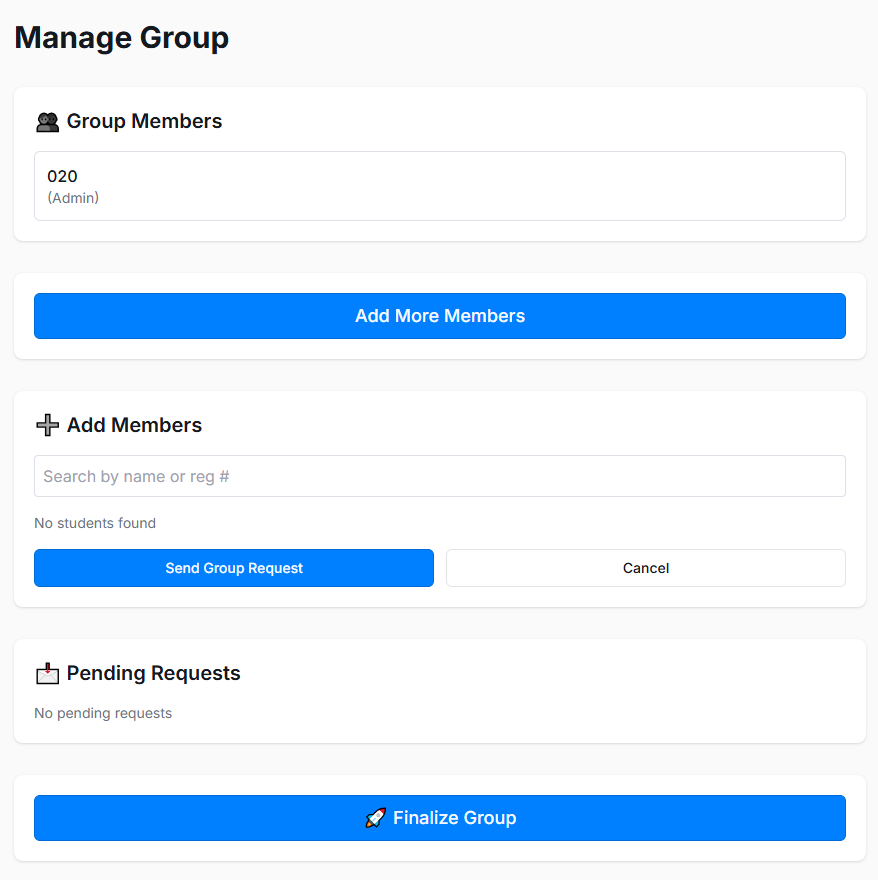 Manage Group
Group Members
020
(Admin)
Add More Members
Add Members
Search by name or reg #
No students found
Send Group Request
Cancel
Pending Requests
No pending requests
Finalize Group